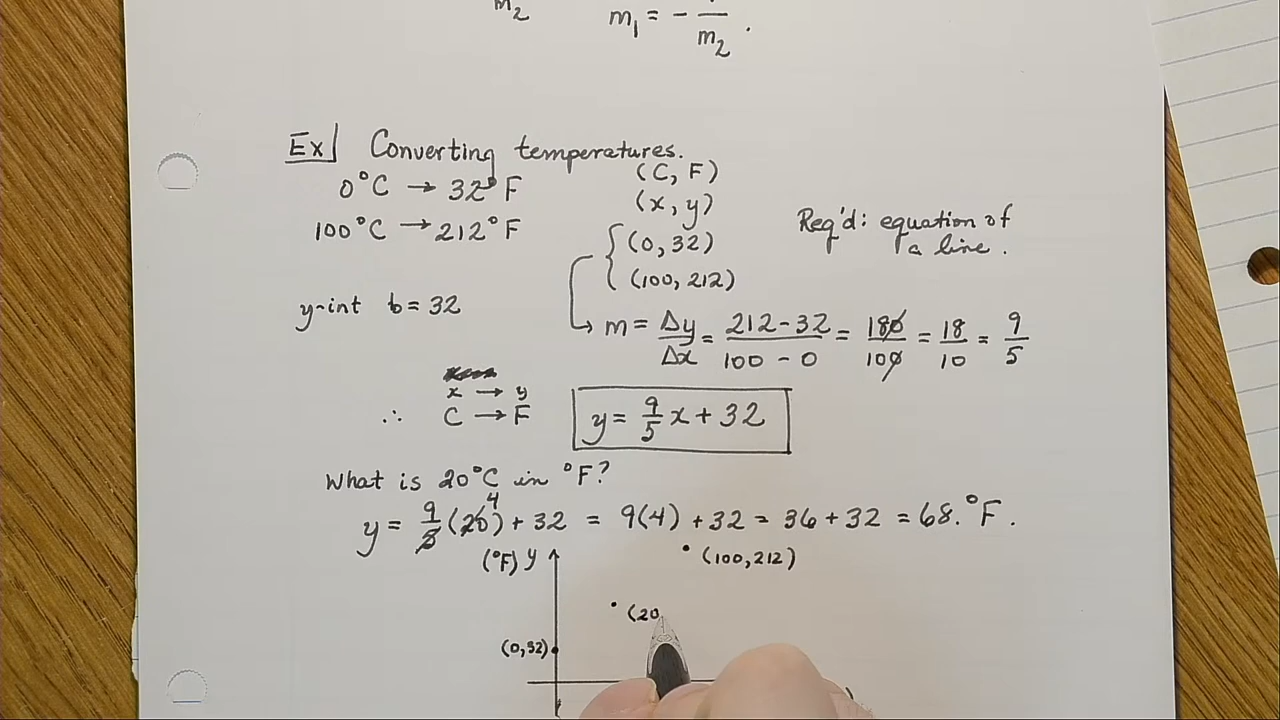 m₂ m₁ = - / m₂ .
Ex| Converting temperatures.
0°C → 32°F (C, F)
(x, y)
100°C → 212°F (0, 32) Req'd: equation of
a line.
(100, 212)
y-int b = 32
m = Δy/Δx = 212 - 32 / 100 - 0 = 180/100 = 18/10 = 9/5
x → y
∴ C → F y = 9/5 x + 32
What is 20°C in °F?
y = 9/5 (20) 4 + 32 = 9(4) + 32 = 36 + 32 = 68.°F.
(°F) y (100, 212)
(20,
(0, 32)